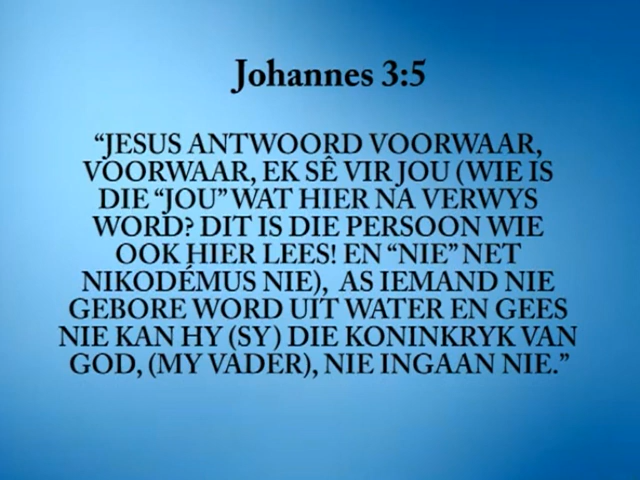 Johannes 3:5
“JESUS ANTWOORD VOORWAAR,
VOORWAAR, EK SÊ VIR JOU (WIE IS
DIE “JOU” WAT HIER NA VERWYS
WORD? DIT IS DIE PERSOON WIE
OOK HIER LEES! EN “NIE” NET
NIKODÉMUS NIE),  AS IEMAND NIE
GEBORE WORD UIT WATER EN GEES
NIE KAN HY (SY) DIE KONINKRYK VAN
GOD, (MY VADER), NIE INGAAN NIE.”